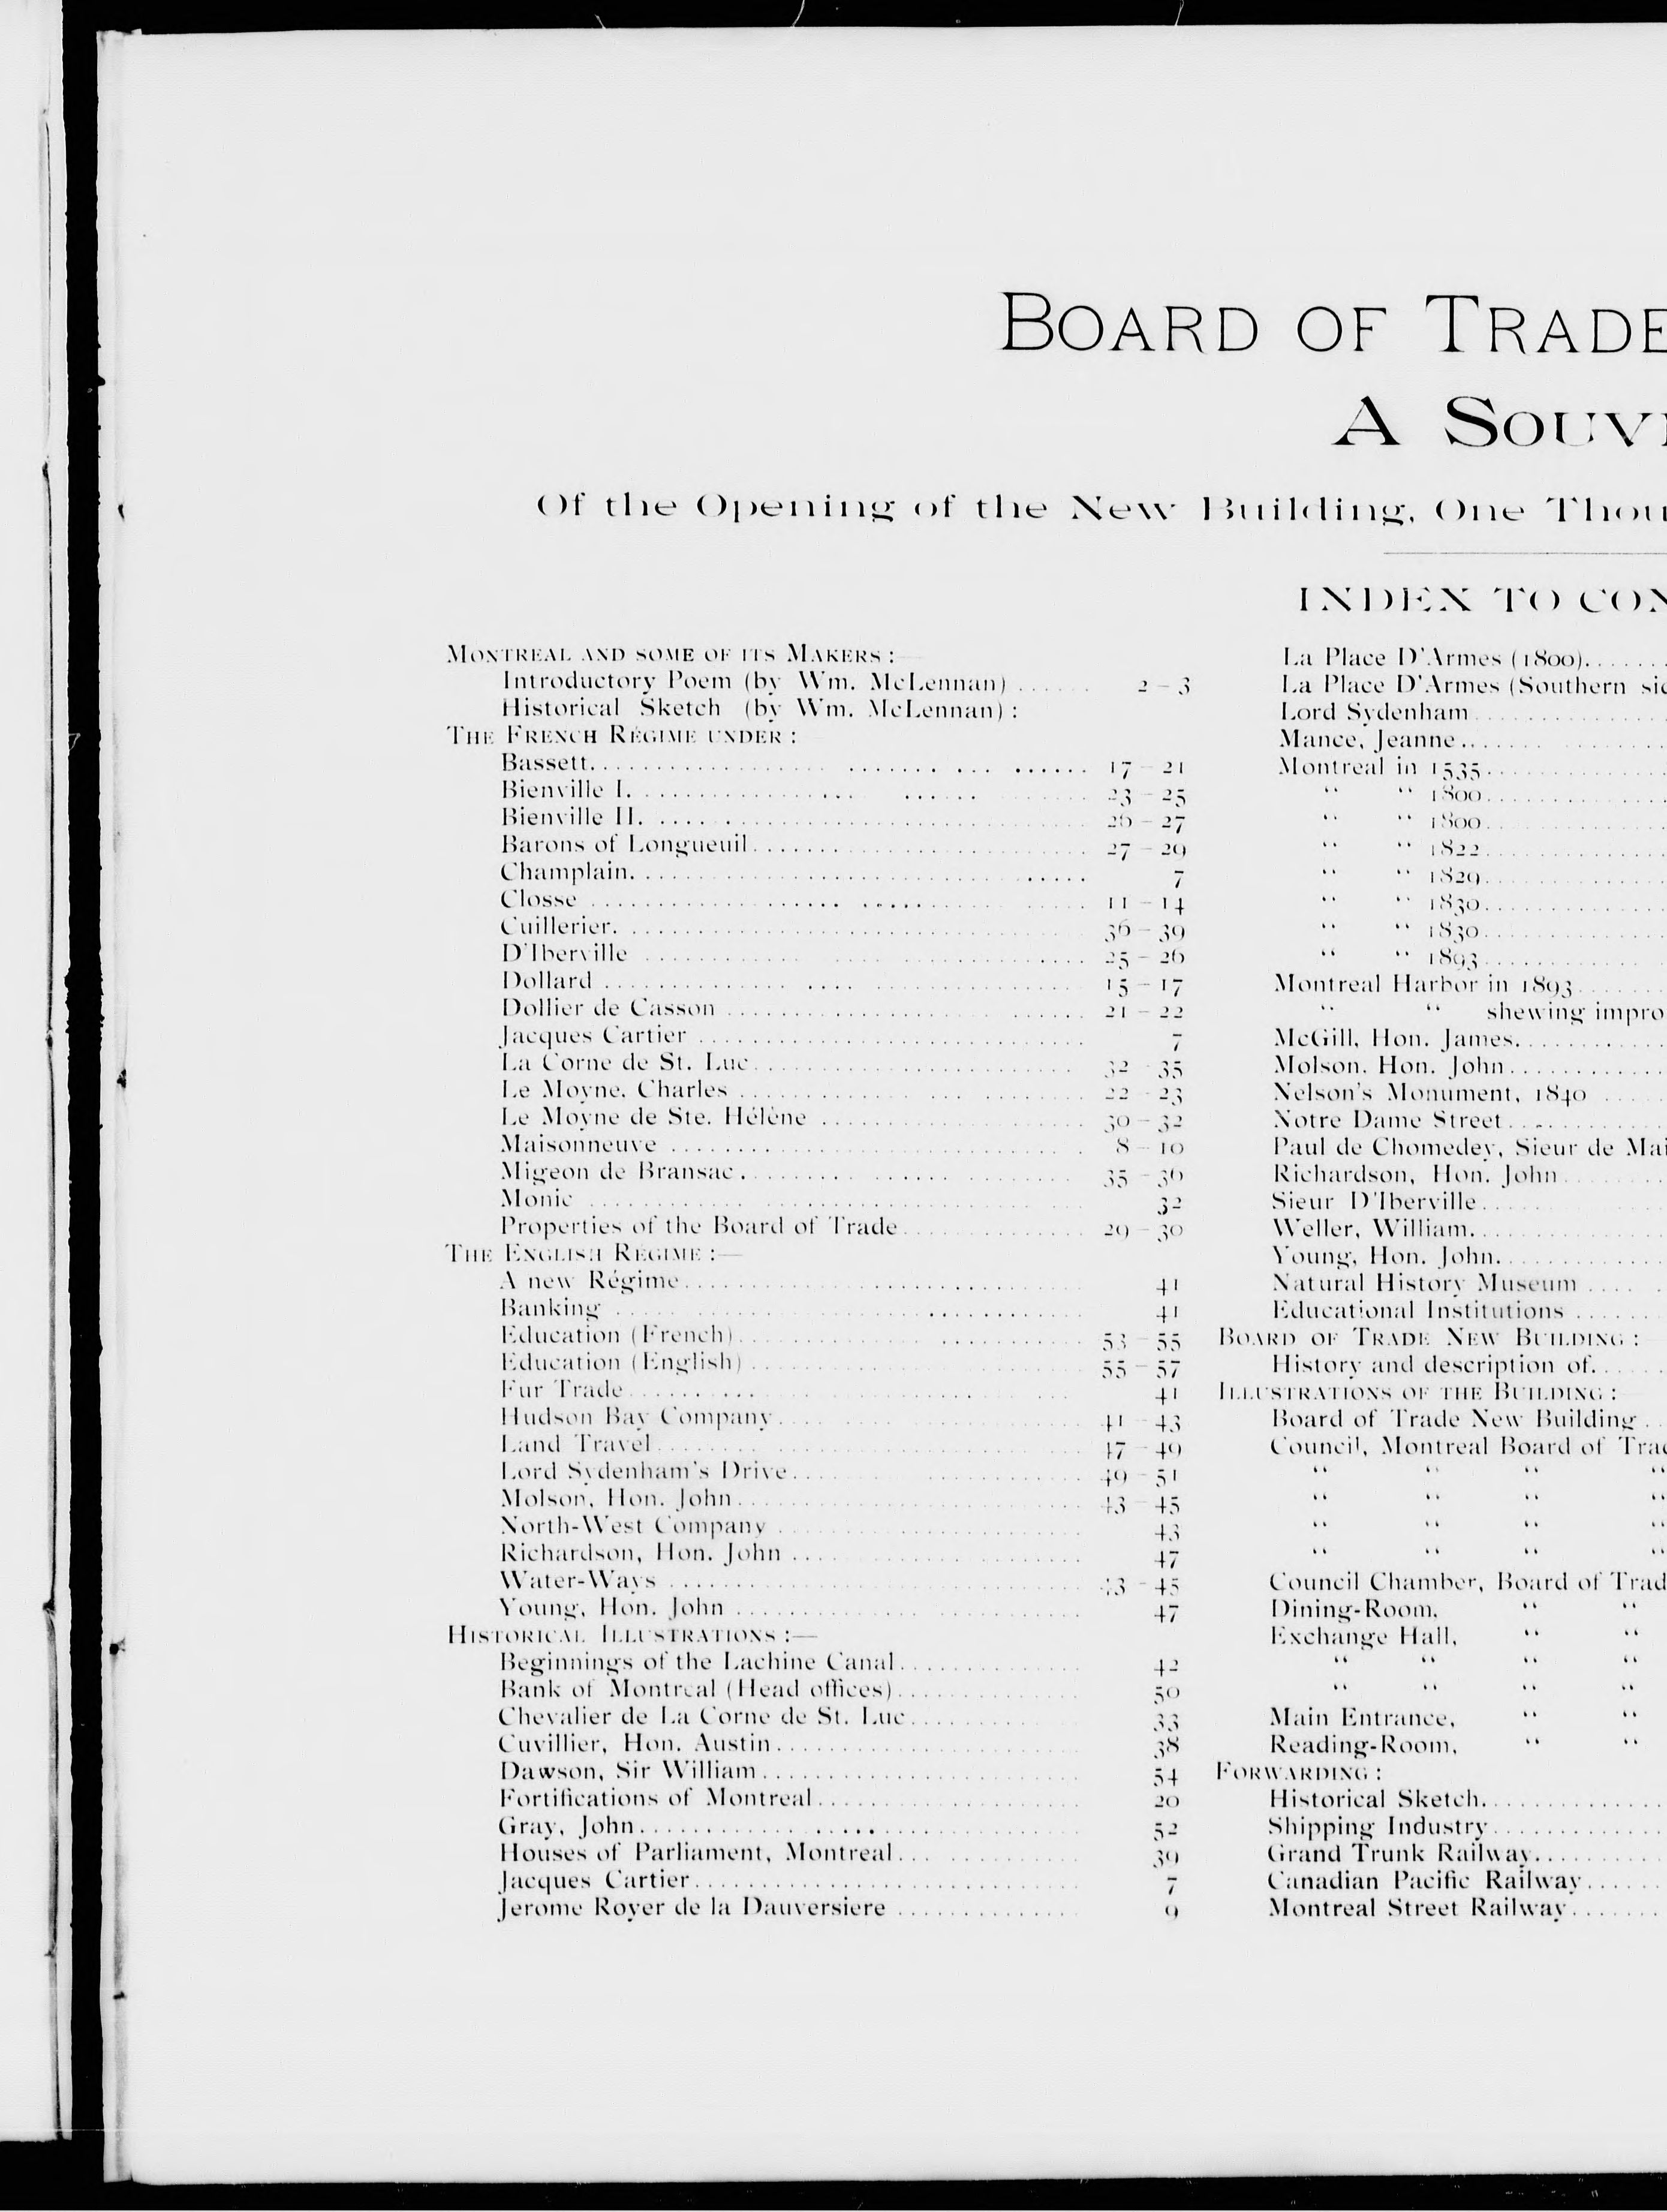 BOARD OF TRADE
A SOUV
Of the Opening of the New Building, One Thou
INDEX TO CON
MONTREAL AND SOME OF ITS MAKERS :—
Introductory Poem (by Wm. McLennan) ...... 2 – 3
Historical Sketch (by Wm. McLennan) :
THE FRENCH RÉGIME UNDER :
Bassett. ...... 17 – 21
Bienville I. ...... 23 – 25
Bienville II. ...... 26 – 27
Barons of Longueuil. ...... 27 – 29
Champlain. ...... 7
Closse ...... 11 – 14
Cuillerier. ...... 36 – 39
D'Iberville ...... 25 – 26
Dollard ...... 15 – 17
Dollier de Casson ...... 21 – 22
Jacques Cartier ...... 7
La Corne de St. Luc. ...... 32 – 35
Le Moyne, Charles ...... 22 – 23
Le Moyne de Ste. Hélène ...... 30 – 32
Maisonneuve ...... 8 – 10
Migeon de Bransac. ...... 35 – 36
Monic ...... 32
Properties of the Board of Trade. ...... 29 – 30
THE ENGLISH RÉGIME :—
A new Régime. ...... 41
Banking ...... 41
Education (French). ...... 53 – 55
Education (English) ...... 55 – 57
Fur Trade. ...... 41
Hudson Bay Company. ...... 41 – 43
Land Travel. ...... 47 – 49
Lord Sydenham's Drive. ...... 49 – 51
Molson, Hon. John. ...... 43 – 45
North-West Company ...... 43
Richardson, Hon. John ...... 47
Water-Ways ...... 43 – 45
Young, Hon. John ...... 47
HISTORICAL ILLUSTRATIONS :—
Beginnings of the Lachine Canal. ...... 42
Bank of Montreal (Head offices). ...... 50
Chevalier de La Corne de St. Luc. ...... 33
Cuvillier, Hon. Austin. ...... 38
Dawson, Sir William. ...... 54
Fortifications of Montreal. ...... 20
Gray, John. ...... 52
Houses of Parliament, Montreal. ...... 39
Jacques Cartier. ...... 7
Jerome Royer de la Dauversiere ...... 9
La Place D'Armes (1800). ......
La Place D'Armes (Southern sid
Lord Sydenham ......
Mance, Jeanne. ......
Montreal in 1535. ......
“ “ 1800. ......
“ “ 1800. ......
“ “ 1822. ......
“ “ 1829. ......
“ “ 1830. ......
“ “ 1830. ......
“ “ 1893. ......
Montreal Harbor in 1893. ......
“ “ shewing impro
McGill, Hon. James. ......
Molson, Hon. John. ......
Nelson's Monument, 1840 ......
Notre Dame Street. ......
Paul de Chomedey, Sieur de Mai
Richardson, Hon. John ......
Sieur D'Iberville. ......
Weller, William. ......
Young, Hon. John. ......
Natural History Museum ......
Educational Institutions ......
BOARD OF TRADE NEW BUILDING :
History and description of. ......
ILLUSTRATIONS OF THE BUILDING :
Board of Trade New Building ..
Council, Montreal Board of Trad
“ “ “ “
“ “ “ “
“ “ “ “
“ “ “ “
Council Chamber, Board of Trad
Dining-Room, “ “
Exchange Hall, “ “
“ “ “ “
“ “ “ “
Main Entrance, “ “
Reading-Room, “ “
FORWARDING :
Historical Sketch. ......
Shipping Industry. ......
Grand Trunk Railway. ......
Canadian Pacific Railway. ......
Montreal Street Railway. ......